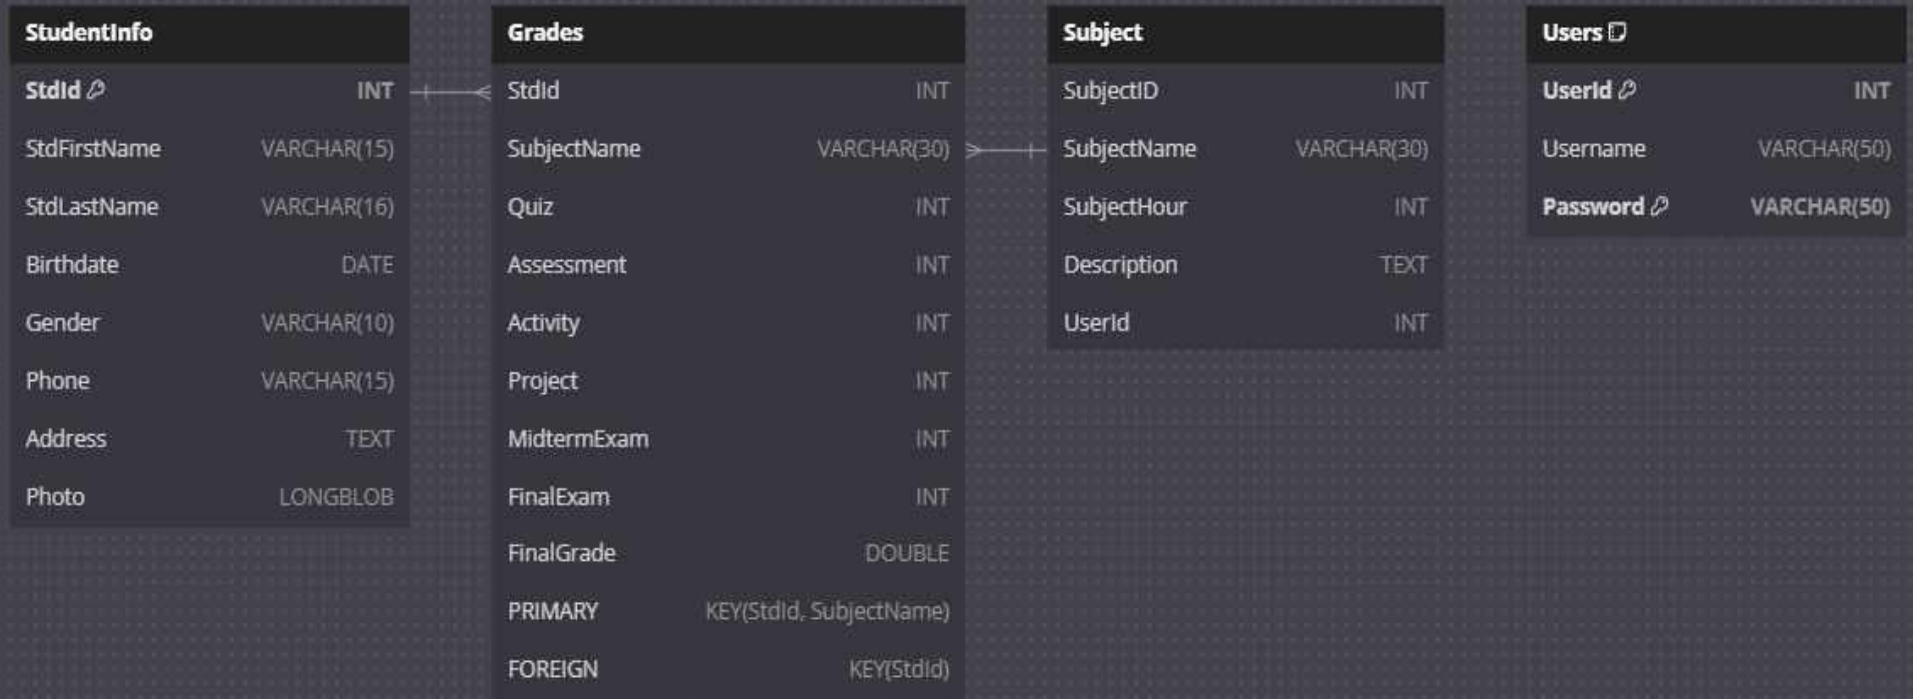 StudentInfo
StdId INT
StdFirstName VARCHAR(15)
StdLastName VARCHAR(16)
Birthdate DATE
Gender VARCHAR(10)
Phone VARCHAR(15)
Address TEXT
Photo LONGBLOB
Grades
StdId INT
SubjectName VARCHAR(30)
Quiz INT
Assessment INT
Activity INT
Project INT
MidtermExam INT
FinalExam INT
FinalGrade DOUBLE
PRIMARY KEY(StdId, SubjectName)
FOREIGN KEY(StdId)
Subject
SubjectID INT
SubjectName VARCHAR(30)
SubjectHour INT
Description TEXT
UserId INT
Users
UserId INT
Username VARCHAR(50)
Password VARCHAR(50)